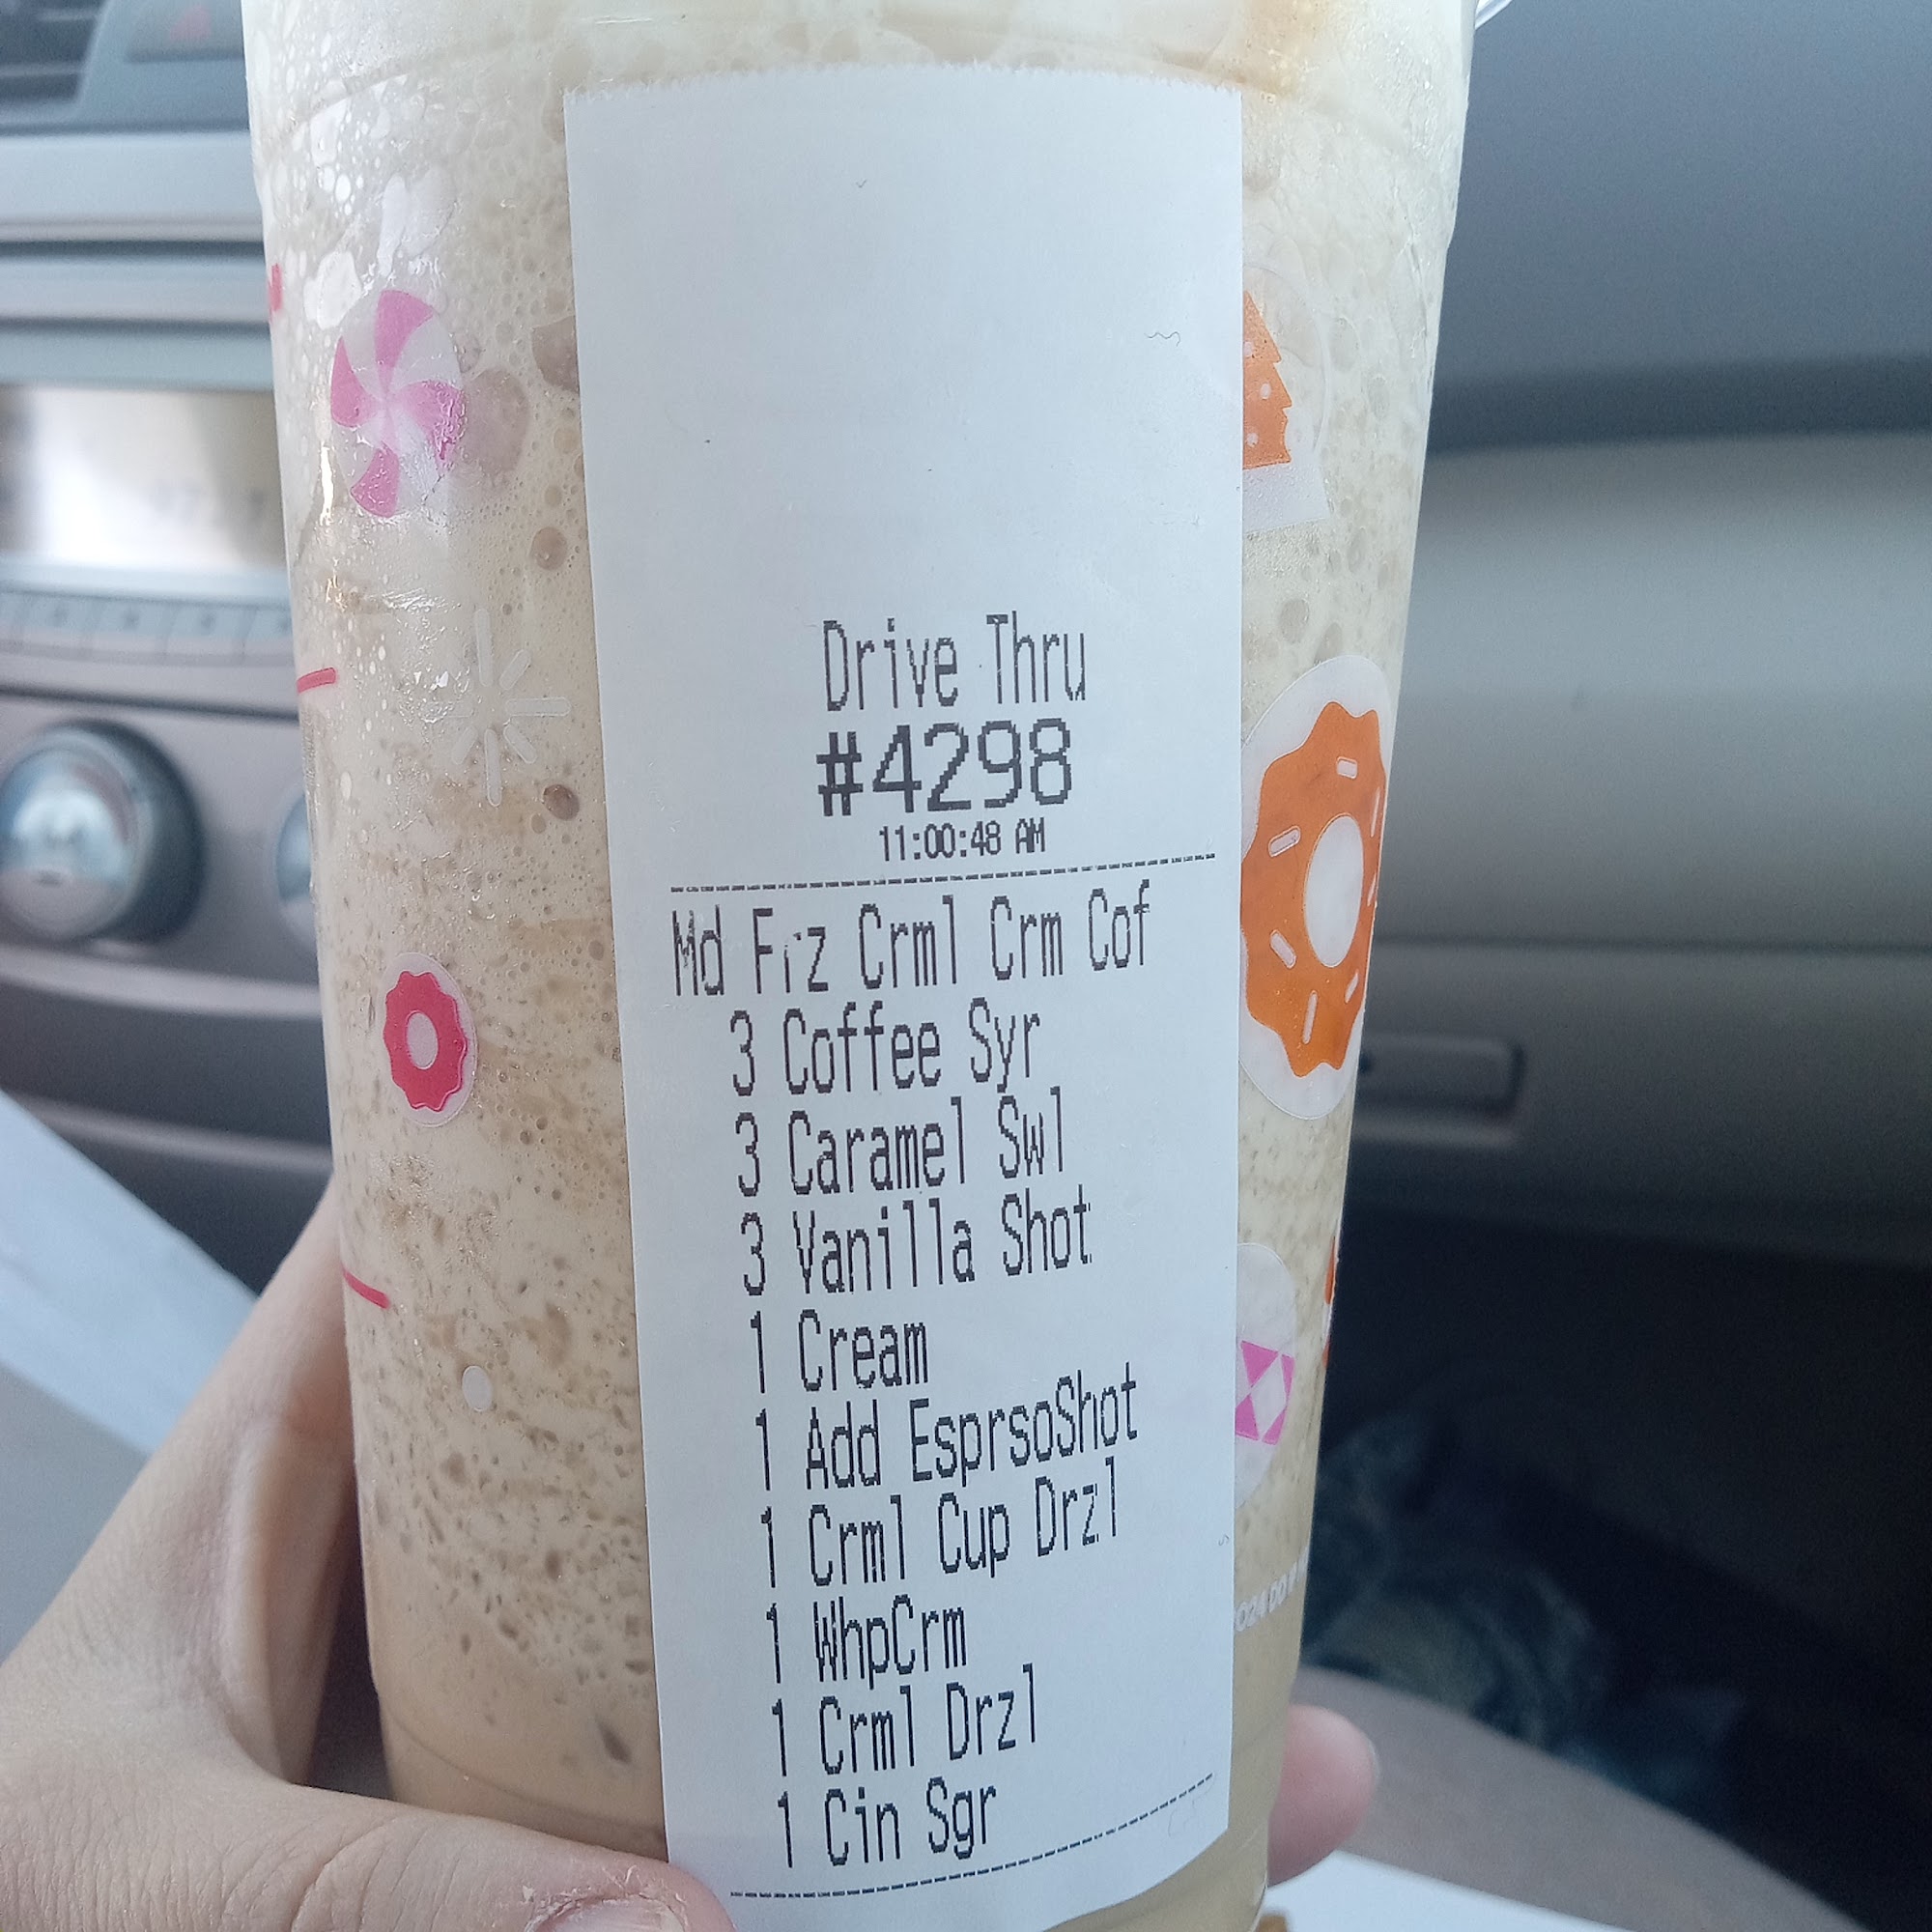 Drive Thru
#4298
11:00:48 AM
Md Frz Crml Crm Cof
3 Coffee Syr
3 Caramel Swl
3 Vanilla Shot
1 Cream
1 Add EsprsoShot
1 Crml Cup Drzl
1 WhpCrm
1 Crml Drzl
1 Cin Sgr